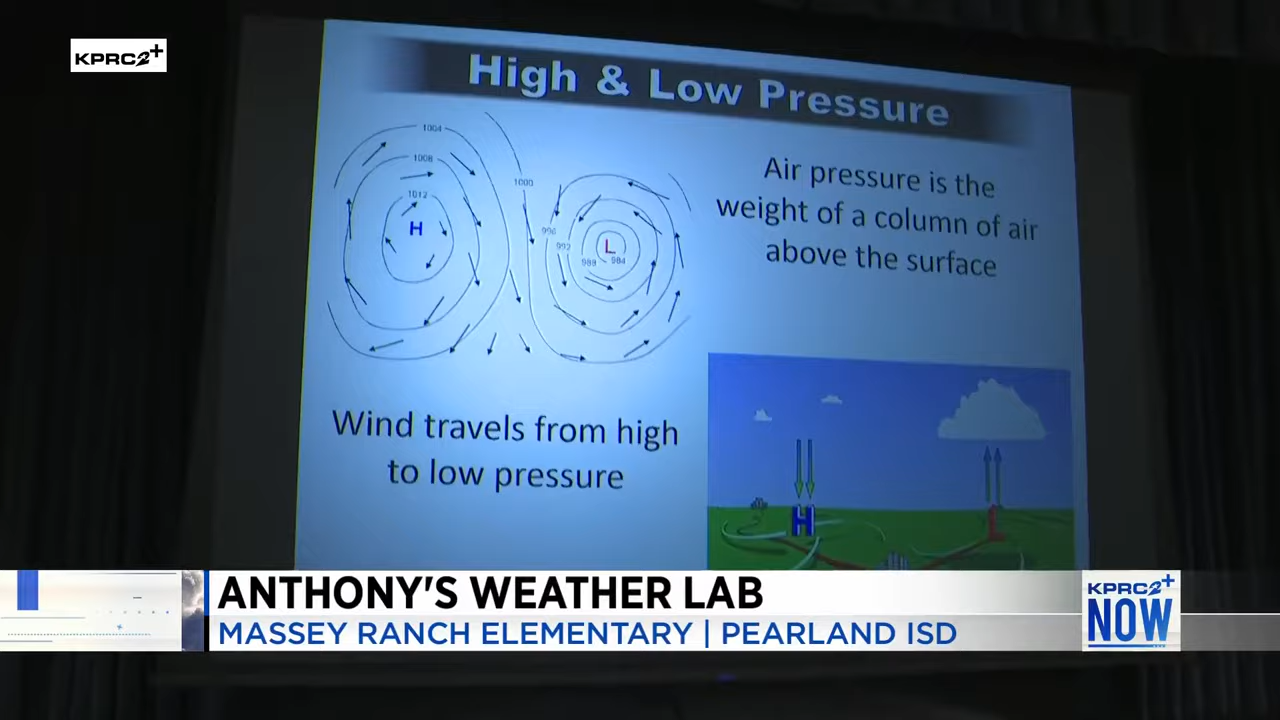 KPRC2+
High & Low Pressure
1004
1008
1012
H
1000
996
992
988
984
L
Air pressure is the
weight of a column of air
above the surface
Wind travels from high
to low pressure
H
L
ANTHONY'S WEATHER LAB
MASSEY RANCH ELEMENTARY | PEARLAND ISD
KPRC2+
NOW